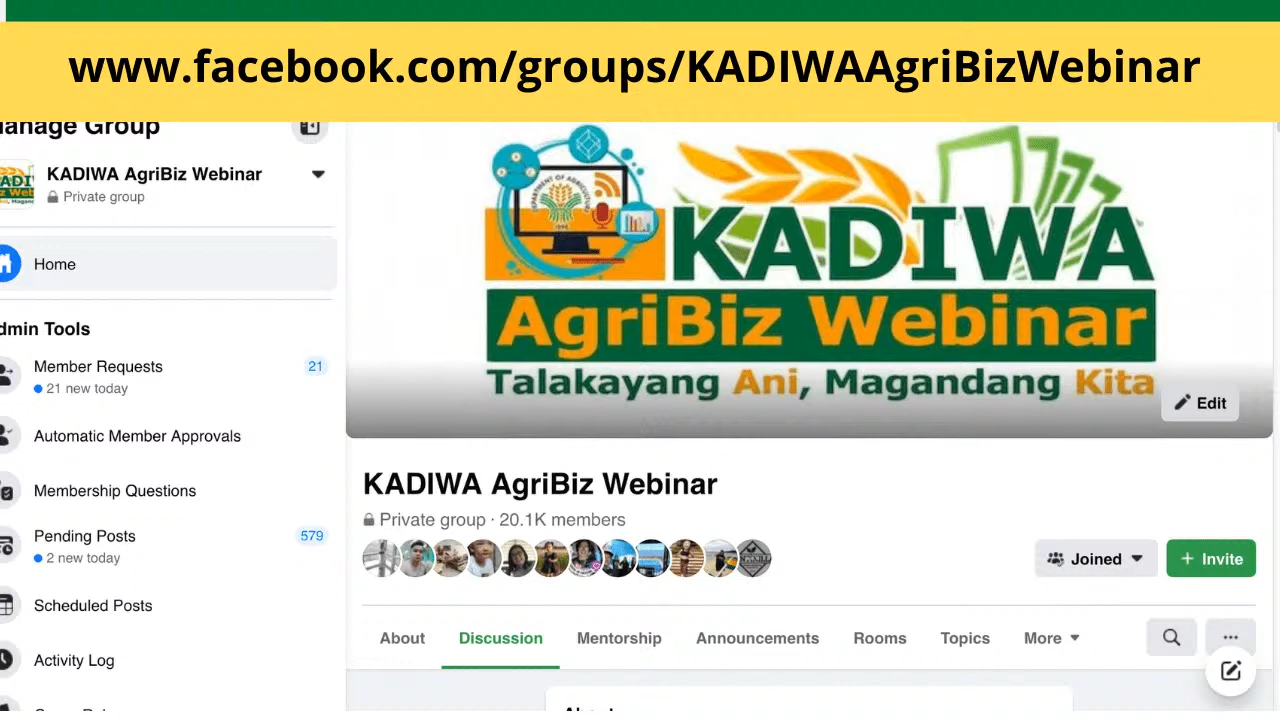 www.facebook.com/groups/KADIWAAgriBizWebinar
anage Group
KADIWA AgriBiz Webinar
Private group
Home
dmin Tools
Member Requests
21
21 new today
Automatic Member Approvals
Membership Questions
Pending Posts
579
2 new today
Scheduled Posts
Activity Log
DEPARTMENT OF AGRICULTURE
KADIWA
AgriBiz Webinar
Talakayang Ani, Magandang Kita
Edit
KADIWA AgriBiz Webinar
Private group · 20.1K members
Joined
+ Invite
About
Discussion
Mentorship
Announcements
Rooms
Topics
More